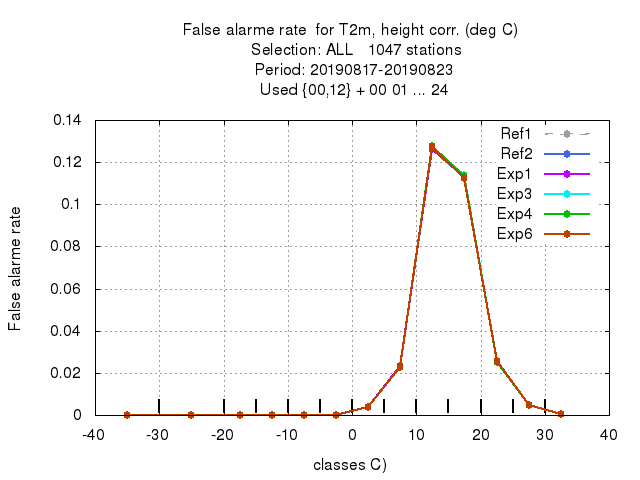 False alarme rate  for T2m, height corr. (deg C)
Selection: ALL   1047 stations
Period: 20190817-20190823
Used {00,12} + 00 01 ... 24
0.14
0.12
0.1
0.08
0.06
0.04
0.02
0
False alarme rate
Ref1
Ref2
Exp1
Exp3
Exp4
Exp6
-40 -30 -20 -10 0 10 20 30 40
classes C)